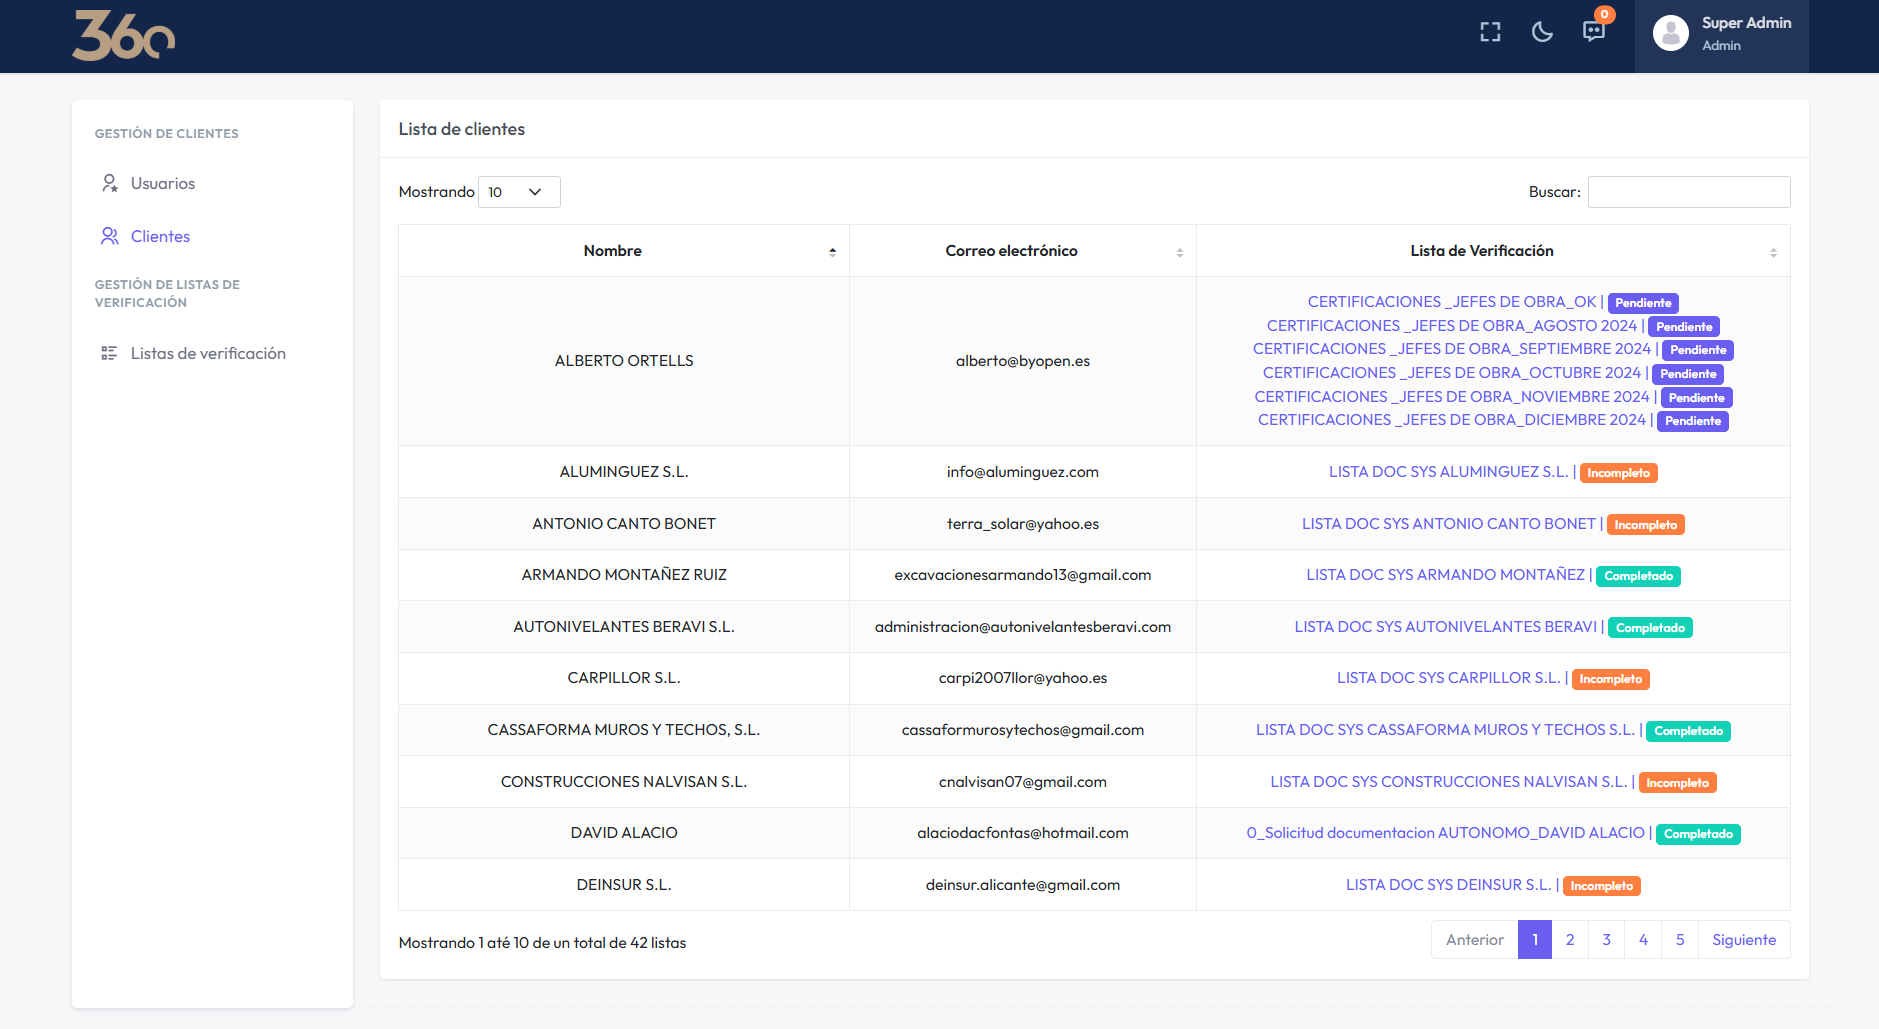 360
0
Super Admin
Admin
GESTIÓN DE CLIENTES
Usuarios
Clientes
GESTIÓN DE LISTAS DE
VERIFICACIÓN
Listas de verificación
Lista de clientes
Mostrando 10
Buscar:
Nombre Correo electrónico Lista de Verificación
CERTIFICACIONES _JEFES DE OBRA_OK | Pendiente
CERTIFICACIONES _JEFES DE OBRA_AGOSTO 2024 | Pendiente
CERTIFICACIONES _JEFES DE OBRA_SEPTIEMBRE 2024 | Pendiente
ALBERTO ORTELLS alberto@byopen.es
CERTIFICACIONES _JEFES DE OBRA_OCTUBRE 2024 | Pendiente
CERTIFICACIONES _JEFES DE OBRA_NOVIEMBRE 2024 | Pendiente
CERTIFICACIONES _JEFES DE OBRA_DICIEMBRE 2024 | Pendiente
ALUMINGUEZ S.L. info@aluminguez.com LISTA DOC SYS ALUMINGUEZ S.L. | Incompleto
ANTONIO CANTO BONET terra_solar@yahoo.es LISTA DOC SYS ANTONIO CANTO BONET | Incompleto
ARMANDO MONTAÑEZ RUIZ excavacionesarmando13@gmail.com LISTA DOC SYS ARMANDO MONTAÑEZ | Completado
AUTONIVELANTES BERAVI S.L. administracion@autonivelantesberavi.com LISTA DOC SYS AUTONIVELANTES BERAVI | Completado
CARPILLOR S.L. carpi2007llor@yahoo.es LISTA DOC SYS CARPILLOR S.L. | Incompleto
CASSAFORMA MUROS Y TECHOS, S.L. cassaformurosytechos@gmail.com LISTA DOC SYS CASSAFORMA MUROS Y TECHOS S.L. | Completado
CONSTRUCCIONES NALVISAN S.L. cnalvisan07@gmail.com LISTA DOC SYS CONSTRUCCIONES NALVISAN S.L. | Incompleto
DAVID ALACIO alaciodacfontas@hotmail.com 0_Solicitud documentacion AUTONOMO_DAVID ALACIO | Completado
DEINSUR S.L. deinsur.alicante@gmail.com LISTA DOC SYS DEINSUR S.L. | Incompleto
Mostrando 1 até 10 de un total de 42 listas
Anterior 1 2 3 4 5 Siguiente